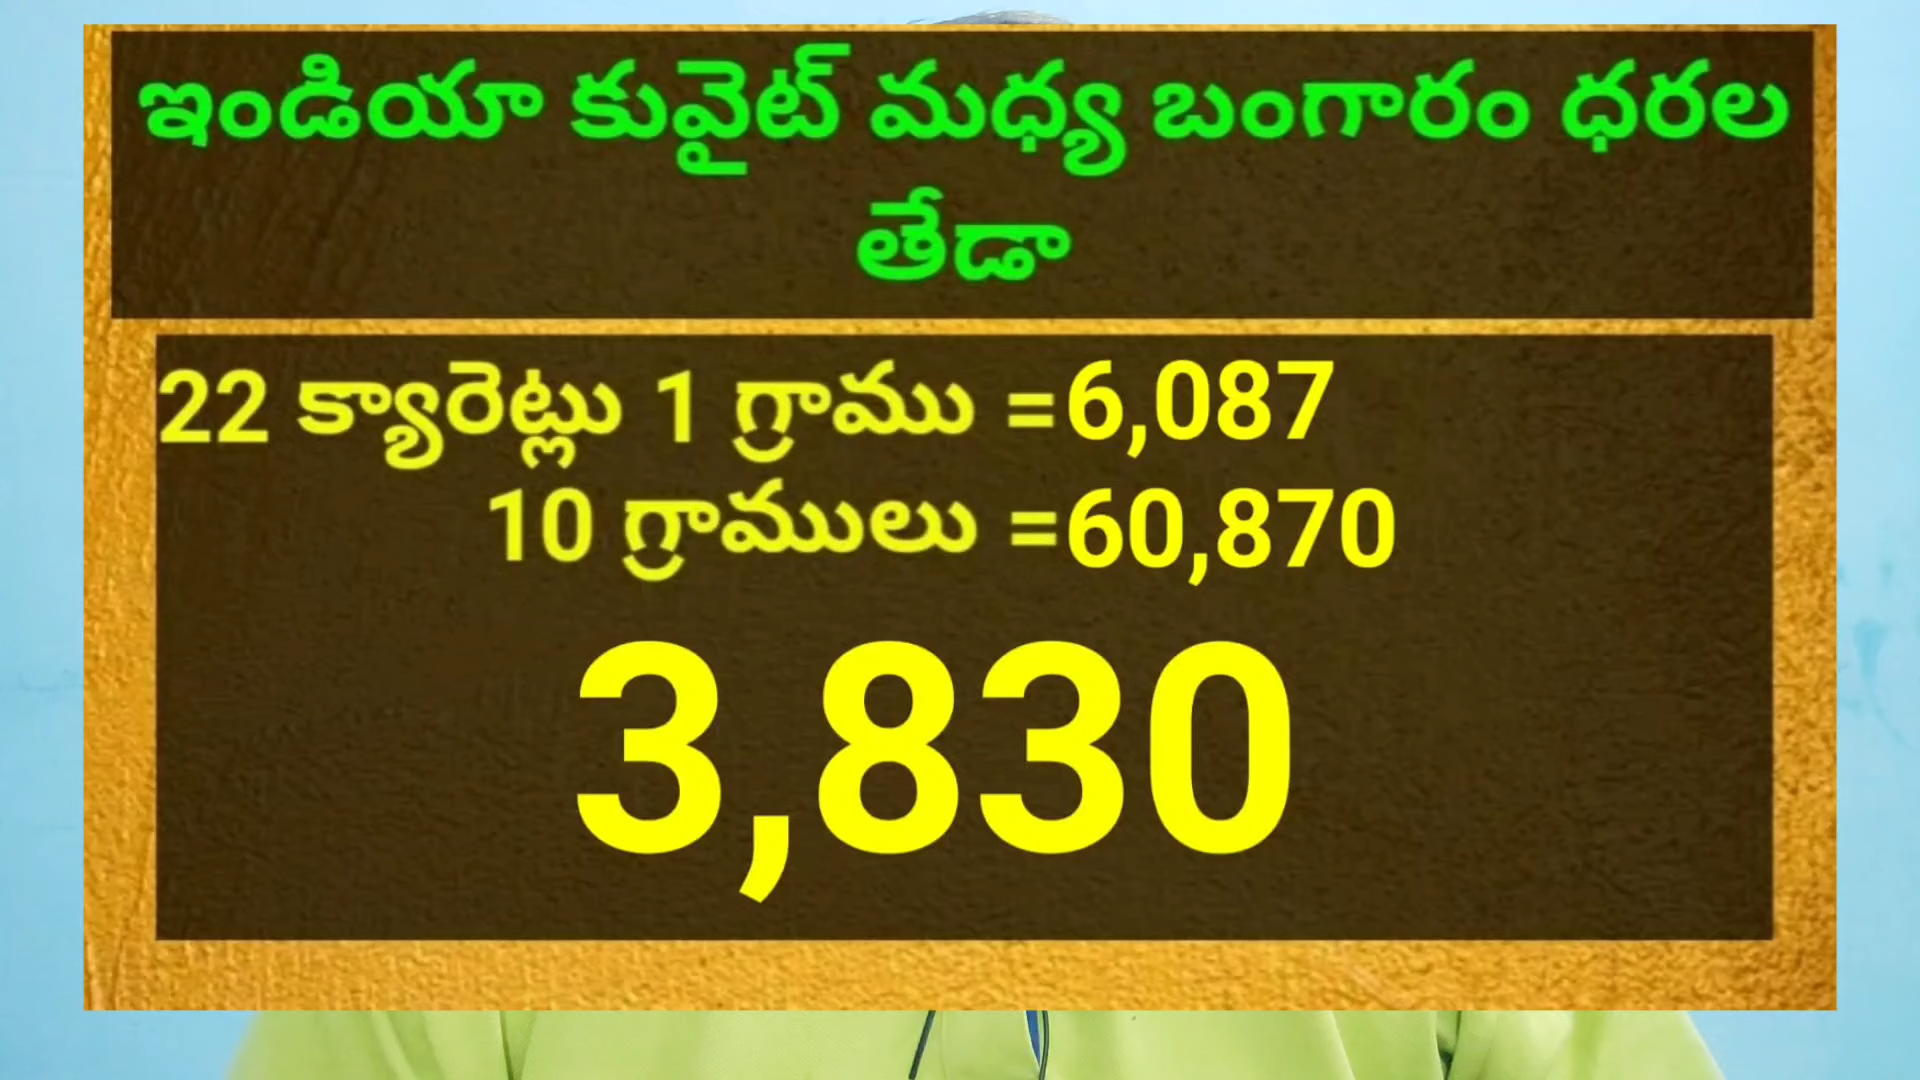 ఇండియా కువైట్ మధ్య బంగారం ధరల
తేడా
22 క్యారెట్లు 1 గ్రాము =6,087
10 గ్రాములు =60,870
3,830